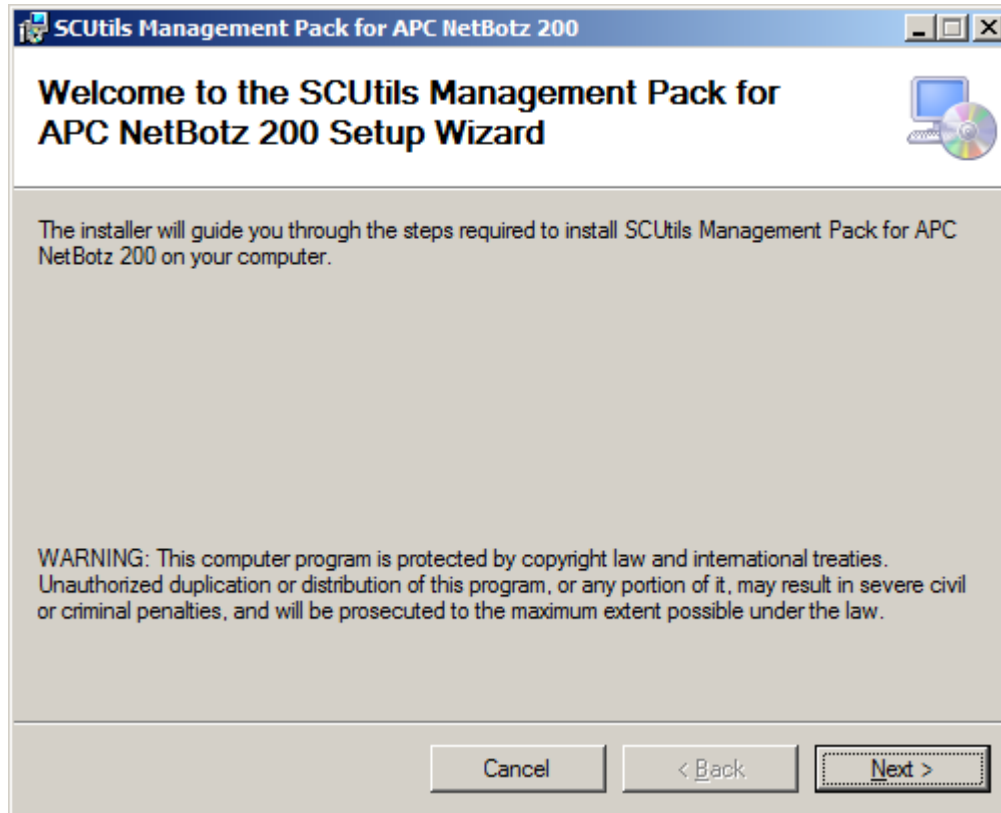 SCUtils Management Pack for APC NetBotz 200
Welcome to the SCUtils Management Pack for
APC NetBotz 200 Setup Wizard
The installer will guide you through the steps required to install SCUtils Management Pack for APC
NetBotz 200 on your computer.
WARNING: This computer program is protected by copyright law and international treaties.
Unauthorized duplication or distribution of this program, or any portion of it, may result in severe civil
or criminal penalties, and will be prosecuted to the maximum extent possible under the law.
Cancel
< Back
Next >